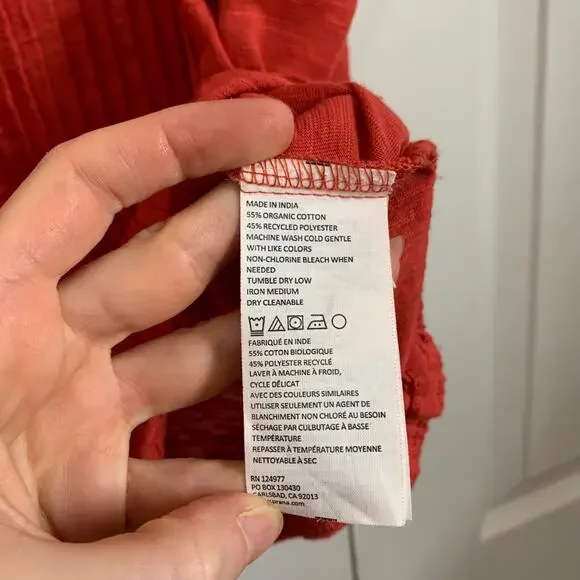 MADE IN INDIA
55% ORGANIC COTTON
45% RECYCLED POLYESTER
MACHINE WASH COLD GENTLE
WITH LIKE COLORS
NON-CHLORINE BLEACH WHEN
NEEDED
TUMBLE DRY LOW
IRON MEDIUM
DRY CLEANABLE
FABRIQUÉ EN INDE
55% COTON BIOLOGIQUE
45% POLYESTER RECYCLÉ
LAVER À MACHINE À FROID,
CYCLE DÉLICAT
AVEC DES COULEURS SIMILAIRES
UTILISER SEULEMENT UN AGENT DE
BLANCHIMENT NON CHLORÉ AU BESOIN
SÉCHAGE PAR CULBUTAGE À BASSE
TEMPÉRATURE
REPASSER À TEMPÉRATURE MOYENNE
NETTOYABLE À SEC
RN 124977
PO BOX 130430
CARLSBAD, CA 92013
prana.com